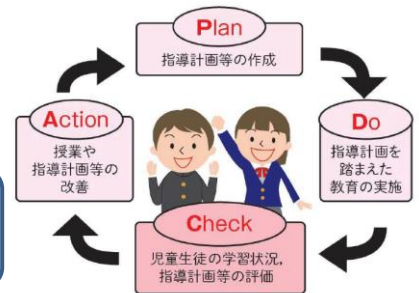 Plan
指導計画等の作成
Do
指導計画を
踏まえた
教育の実施
Check
児童生徒の学習状況,
指導計画等の評価
Action
授業や
指導計画等の
改善